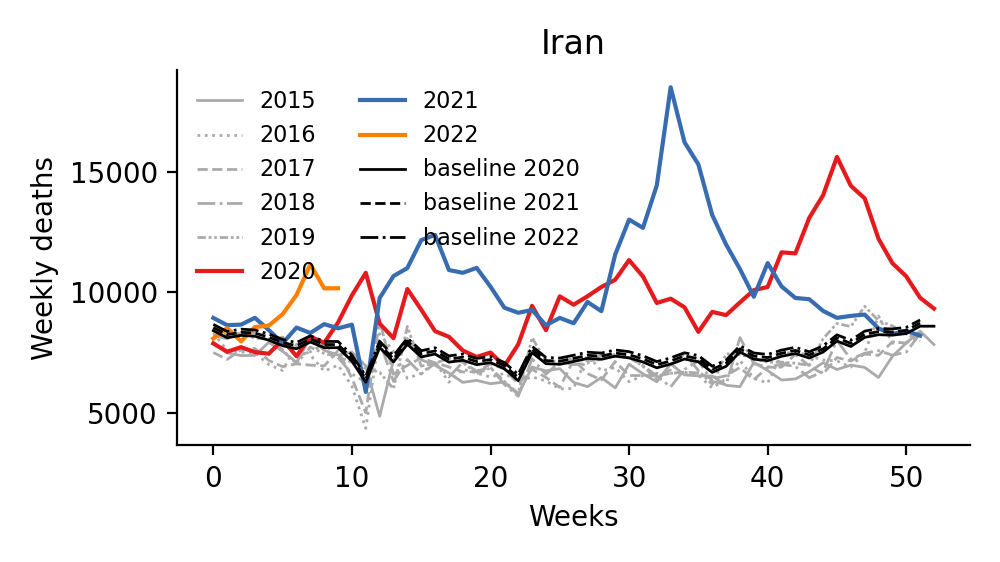 Iran
Weekly deaths
15000
10000
5000
2015
2016
2017
2018
2019
2020
2021
2022
baseline 2020
baseline 2021
baseline 2022
0 10 20 30 40 50
Weeks